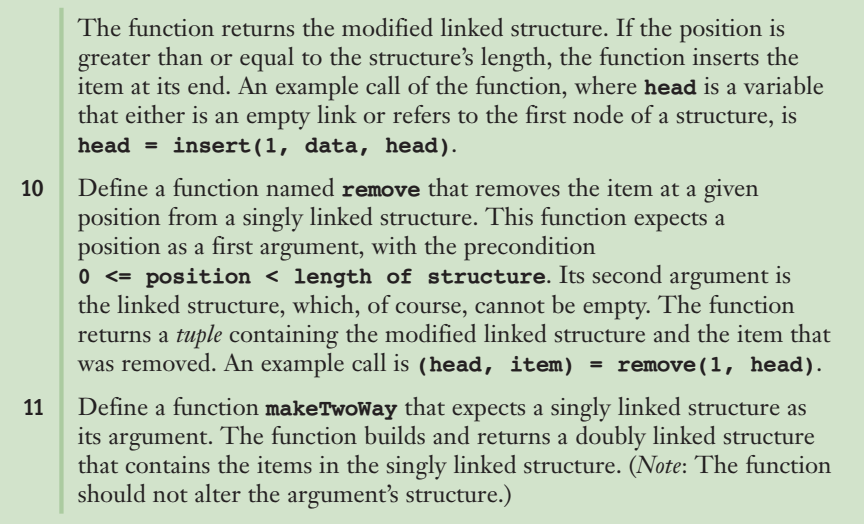 The function returns the modified linked structure. If the position is
greater than or equal to the structure’s length, the function inserts the
item at its end. An example call of the function, where head is a variable
that either is an empty link or refers to the first node of a structure, is
head = insert(1, data, head).
10 Define a function named remove that removes the item at a given
position from a singly linked structure. This function expects a
position as a first argument, with the precondition
0 <= position < length of structure. Its second argument is
the linked structure, which, of course, cannot be empty. The function
returns a tuple containing the modified linked structure and the item that
was removed. An example call is (head, item) = remove(1, head).
11 Define a function makeTwoWay that expects a singly linked structure as
its argument. The function builds and returns a doubly linked structure
that contains the items in the singly linked structure. (Note: The function
should not alter the argument’s structure.)